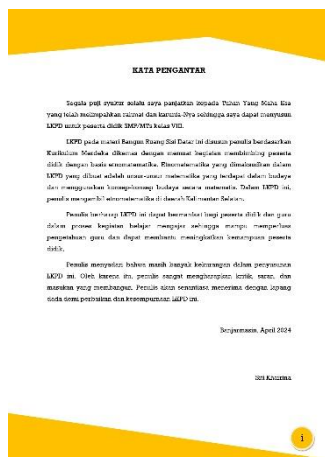 KATA PENGANTAR
Segala puji syukur selalu saya panjatkan kepada Tuhan Yang Maha Esa
yang telah melimpahkan rahmat dan karunia-Nya sehingga saya dapat menyusun
LKPD untuk peserta didik SMP/MTs kelas VIII.
LKPD pada materi Bangun Ruang Sisi Datar ini disusun penulis berdasarkan
Kurikulum Merdeka dikemas dengan memuat kegiatan membimbing peserta
didik dengan basis etnomatematika. Etnomatematika yang dimaksudkan dalam
LKPD yang dibuat adalah unsur-unsur matematika yang terdapat dalam budaya
dan menggunakan konsep-konsep budaya secara matematis. Dalam LKPD ini,
penulis mengambil etnomatematika di daerah Kalimantan Selatan.
Penulis berharap LKPD ini dapat bermanfaat bagi peserta didik dan guru
dalam proses kegiatan belajar mengajar sehingga mampu memperluas
pengetahuan guru dan dapat membantu meningkatkan kemampuan peserta
didik.
Penulis menyadari bahwa masih banyak kekurangan dalam penyusunan
LKPD ini. Oleh karena itu, penulis sangat mengharapkan kritik, saran, dan
masukan yang membangun. Penulis akan senantiasa menerima dengan lapang
dada demi perbaikan dan kesempurnaan LKPD ini.
Banjarmasin, April 2024
Siti Khusna
i